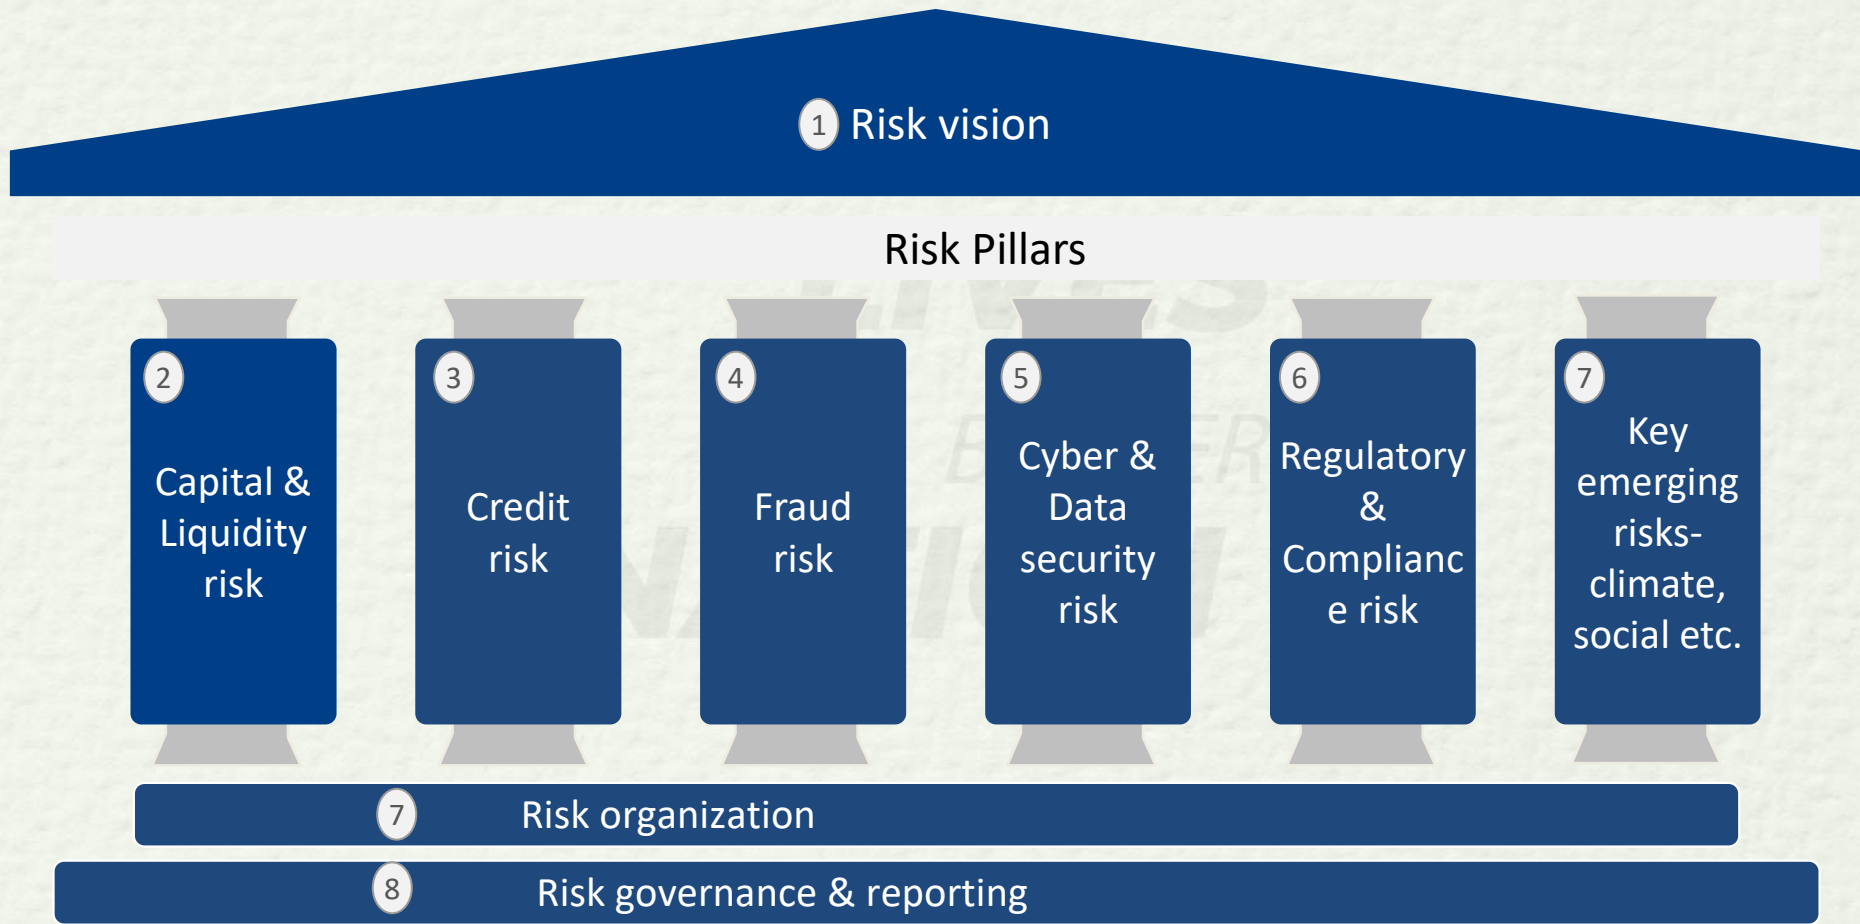 1 Risk vision
Risk Pillars
2
Capital &
Liquidity
risk
3
Credit
risk
4
Fraud
risk
5
Cyber &
Data
security
risk
6
Regulatory
&
Complianc
e risk
7
Key
emerging
risks-
climate,
social etc.
7 Risk organization
8 Risk governance & reporting